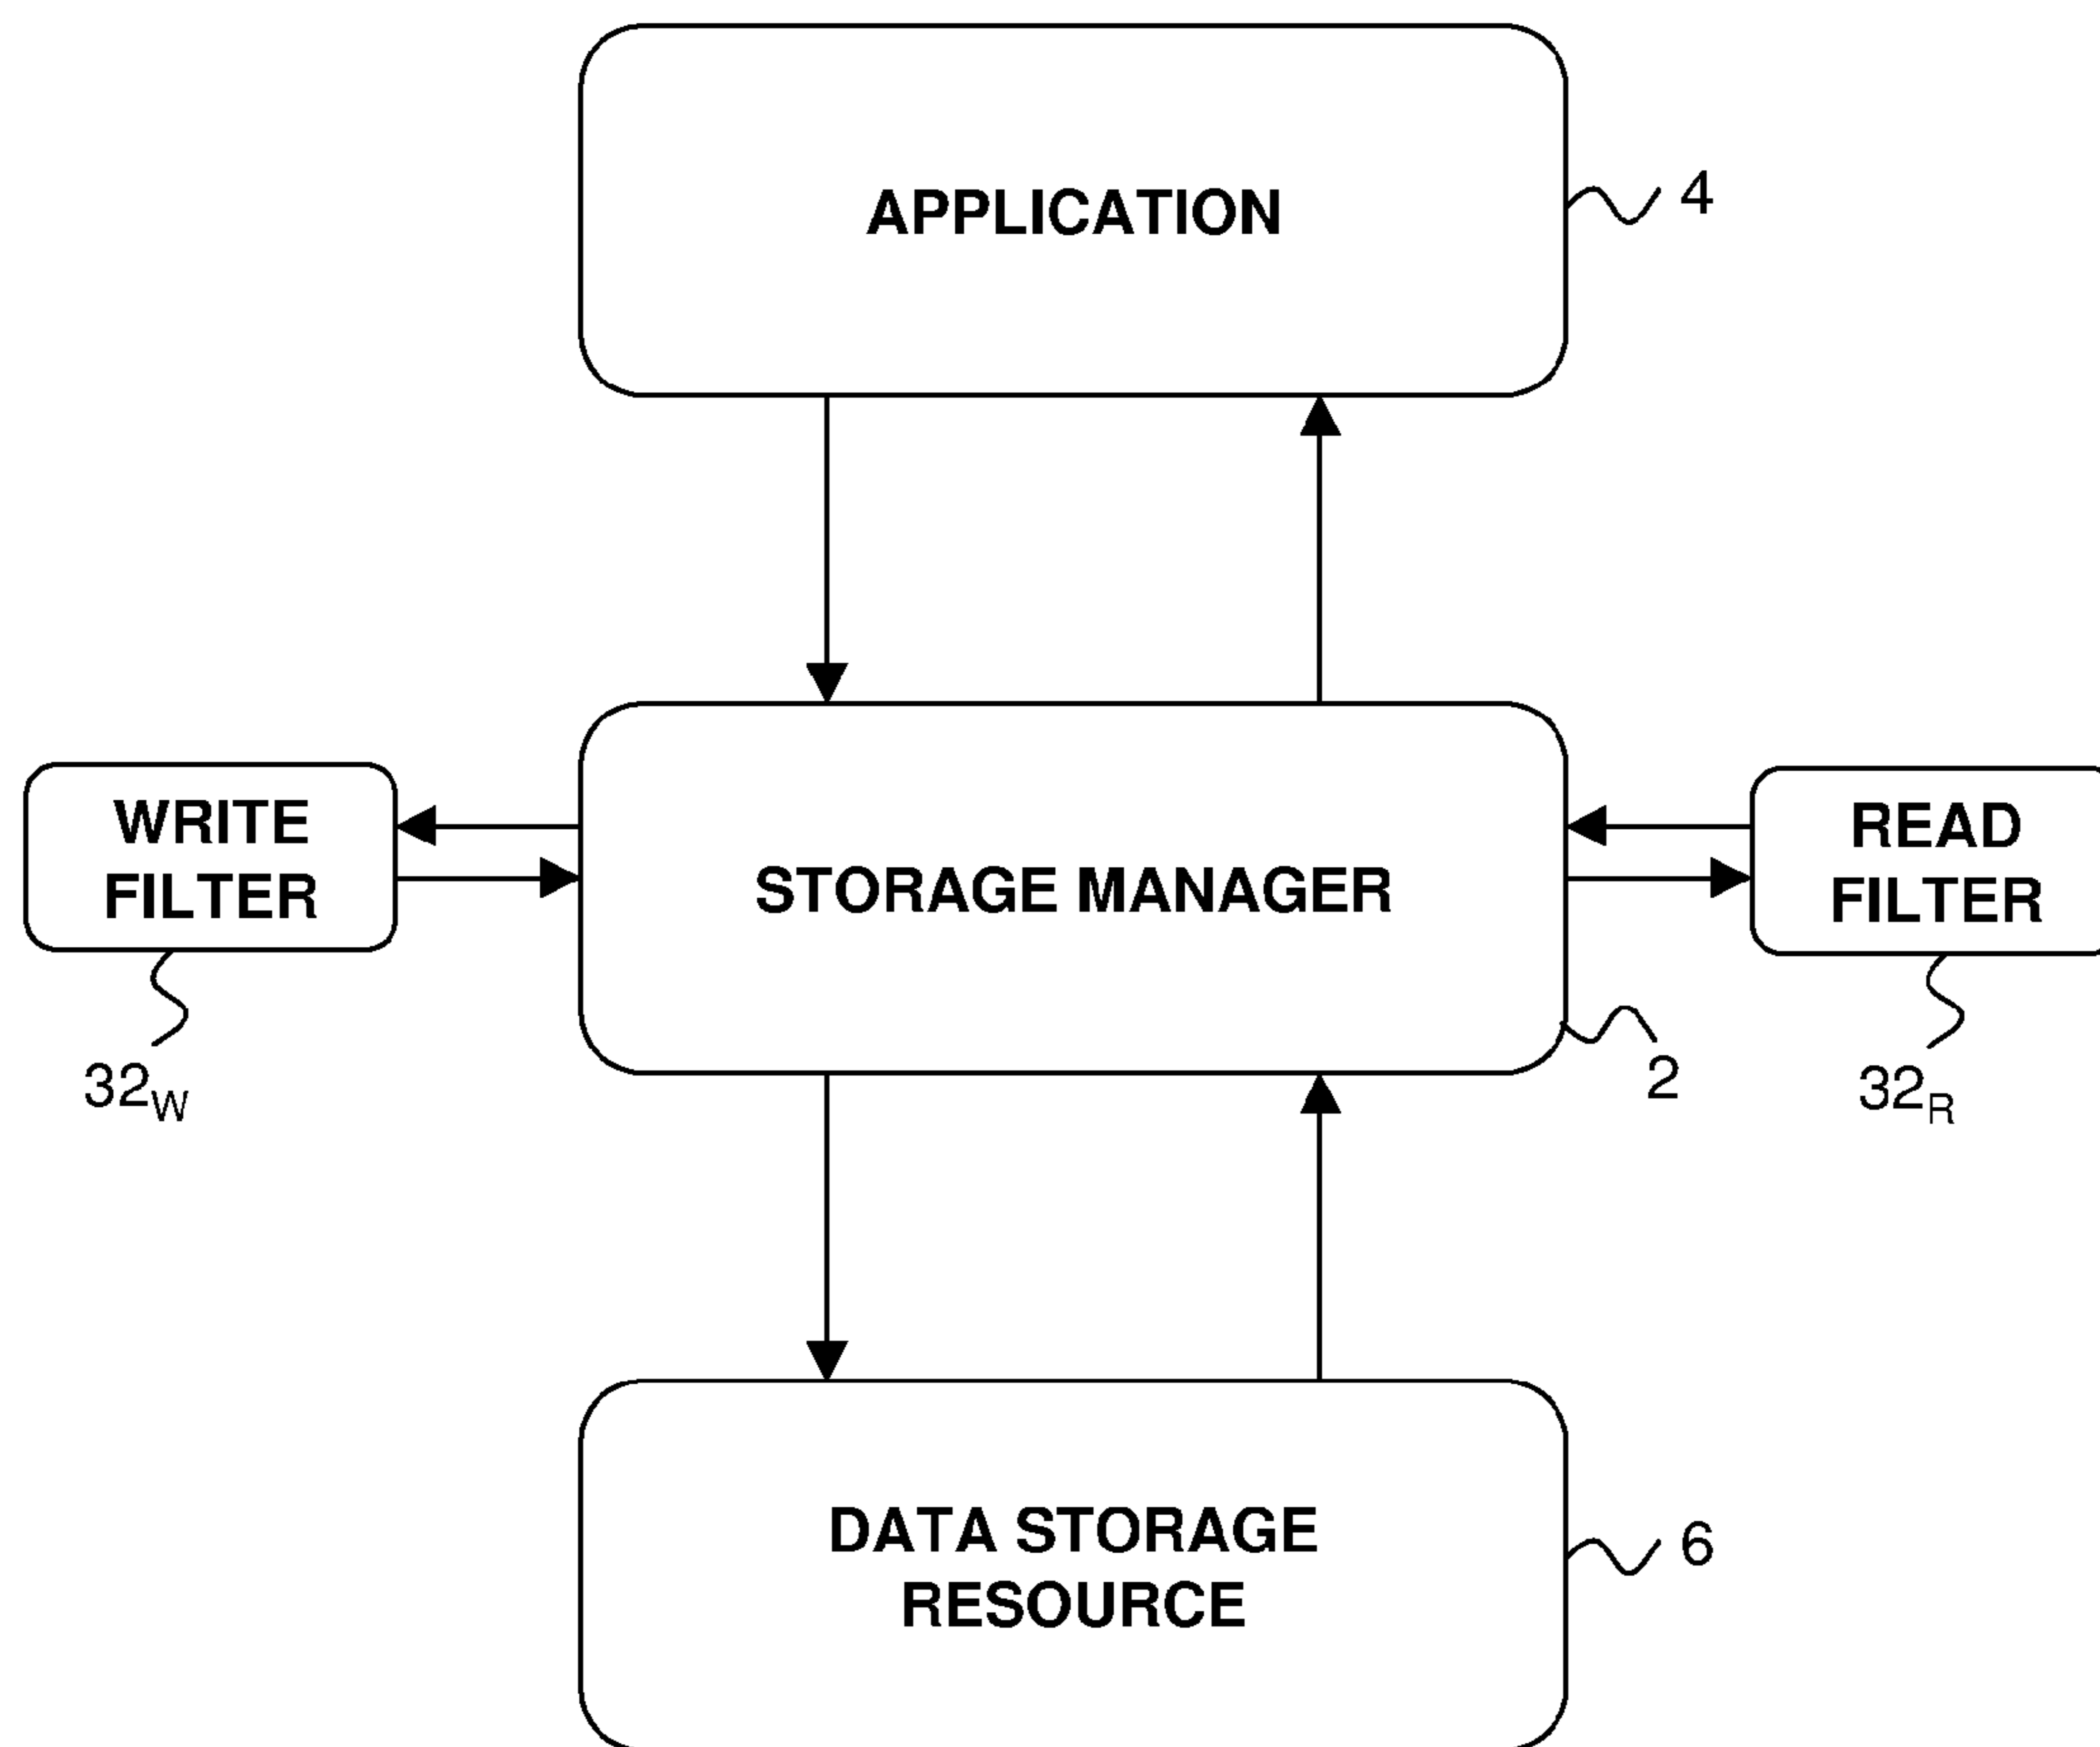 APPLICATION
4
WRITE
FILTER
STORAGE MANAGER
READ
FILTER
32W
2
32R
DATA STORAGE
RESOURCE
6